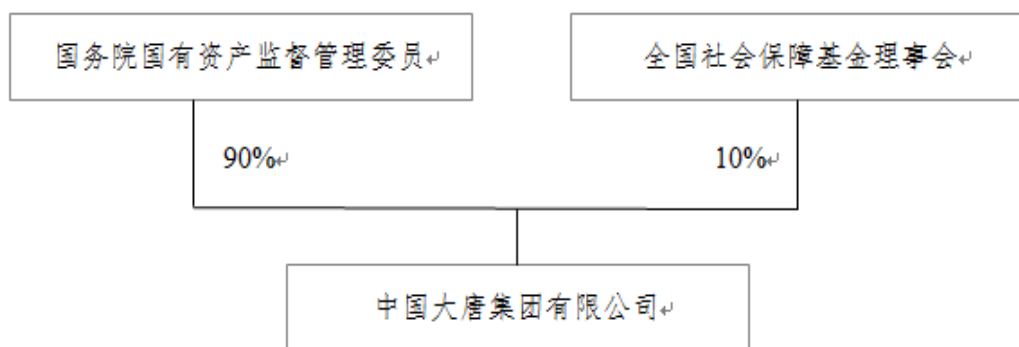 国务院国有资产监督管理委员
全国社会保障基金理事会
90%
10%
中国大唐集团有限公司